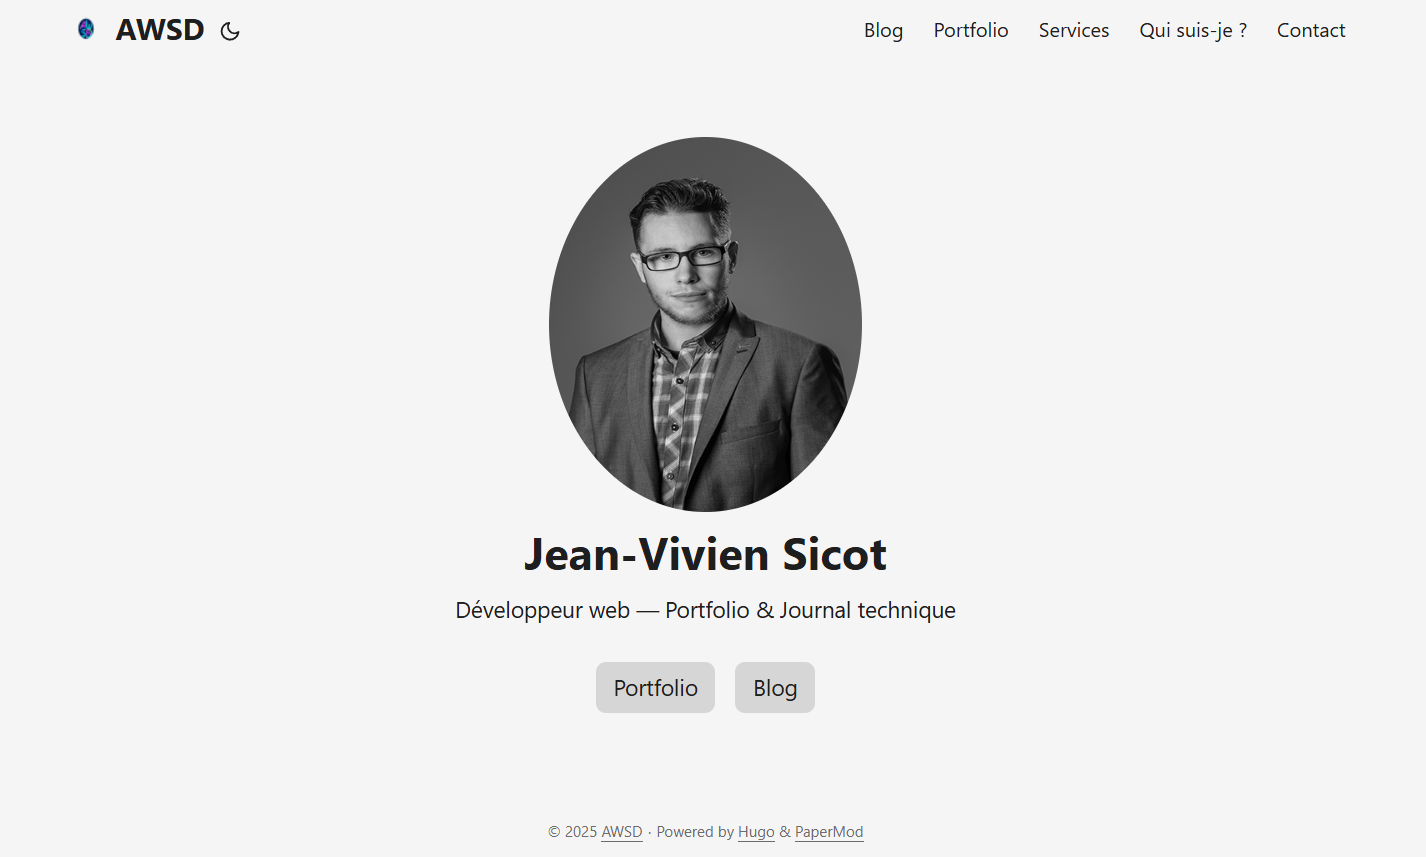 AWSD
Blog Portfolio Services Qui suis-je ? Contact
Jean-Vivien Sicot
Développeur web — Portfolio & Journal technique
Portfolio Blog
© 2025 AWSD · Powered by Hugo & PaperMod